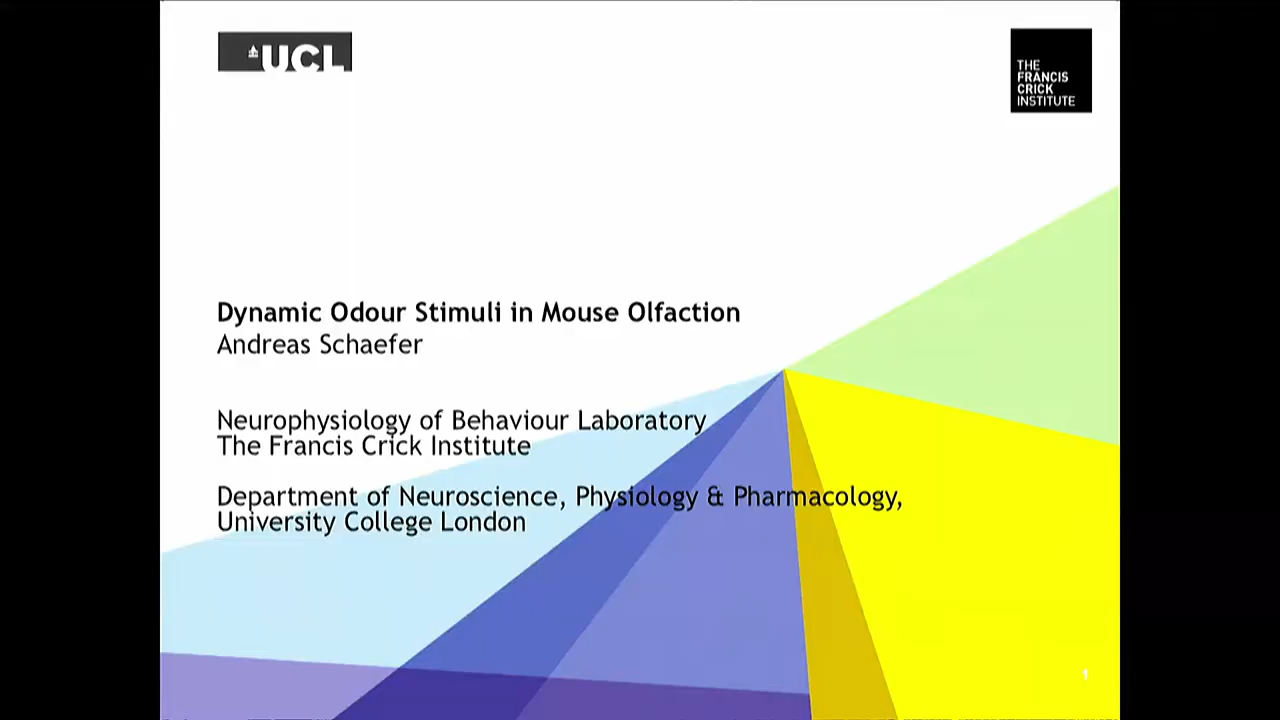 UCL
THE
FRANCIS
CRICK
INSTITUTE
Dynamic Odour Stimuli in Mouse Olfaction
Andreas Schaefer
Neurophysiology of Behaviour Laboratory
The Francis Crick Institute
Department of Neuroscience, Physiology & Pharmacology,
University College London
1